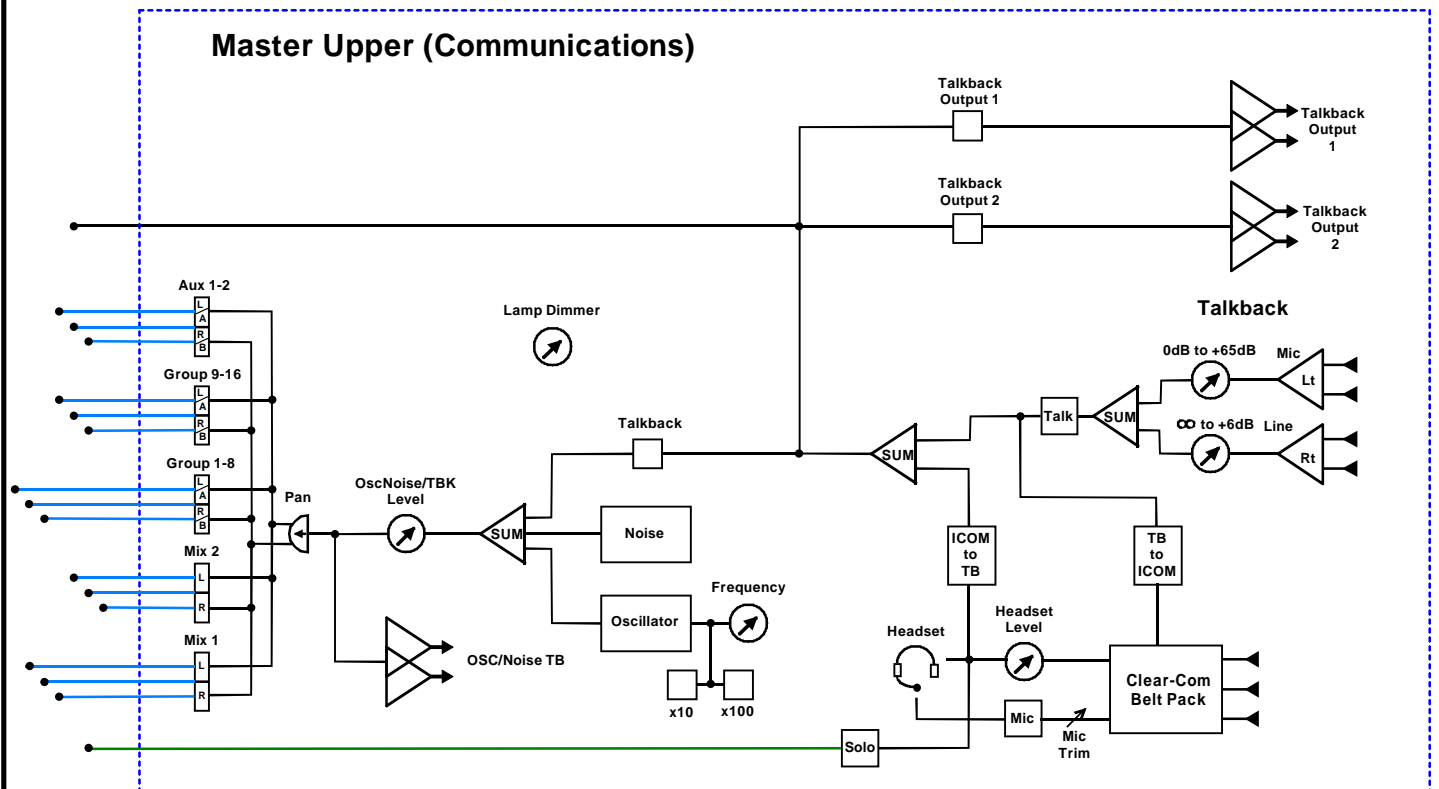 Master Upper (Communications)
Talkback
Output 1
Talkback
Output
1
Talkback
Output 2
Talkback
Output
2
Aux 1-2
L
A
R
B
Lamp Dimmer
Talkback
0dB to +65dB
Mic
Lt
Group 9-16
L
A
R
B
Talk
SUM
∞ to +6dB
Line
Rt
Talkback
SUM
Group 1-8
L
A
R
B
Pan
OscNoise/TBK
Level
SUM
Noise
ICOM
to
TB
TB
to
ICOM
Mix 2
L
R
Frequency
Oscillator
Headset
Headset
Level
Mix 1
L
R
OSC/Noise TB
x10
x100
Clear-Com
Belt Pack
Mic
Mic
Trim
Solo